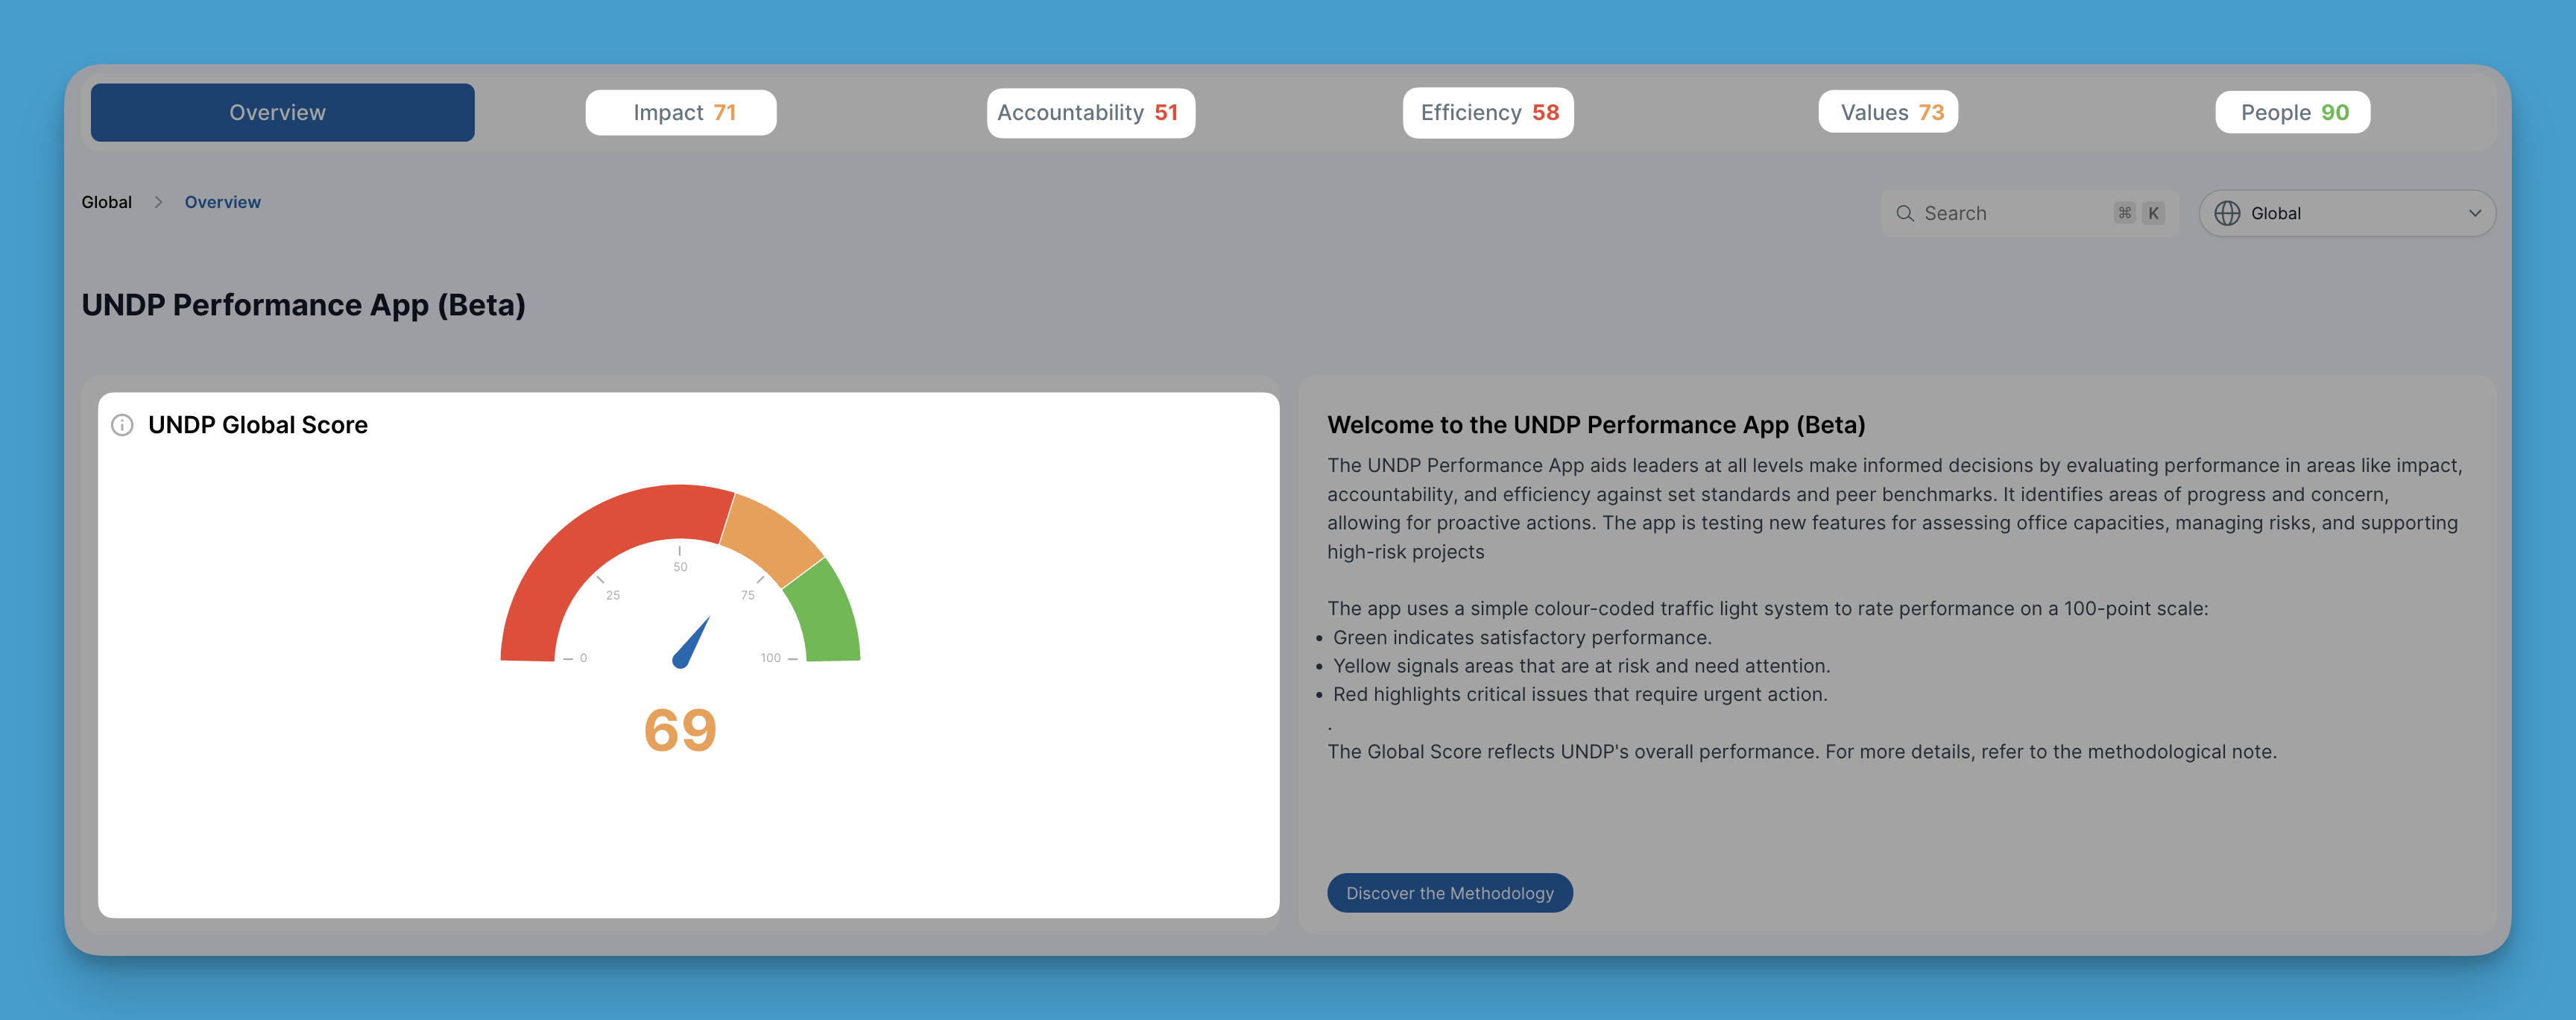 Overview
Impact 71
Accountability 51
Efficiency 58
Values 73
People 90
Global > Overview
Search ⌘ K
Global
UNDP Performance App (Beta)
UNDP Global Score
50
25
75
0
100
69
Welcome to the UNDP Performance App (Beta)
The UNDP Performance App aids leaders at all levels make informed decisions by evaluating performance in areas like impact,
accountability, and efficiency against set standards and peer benchmarks. It identifies areas of progress and concern,
allowing for proactive actions. The app is testing new features for assessing office capacities, managing risks, and supporting
high-risk projects
The app uses a simple colour-coded traffic light system to rate performance on a 100-point scale:
• Green indicates satisfactory performance.
• Yellow signals areas that are at risk and need attention.
• Red highlights critical issues that require urgent action.
.
The Global Score reflects UNDP's overall performance. For more details, refer to the methodological note.
Discover the Methodology